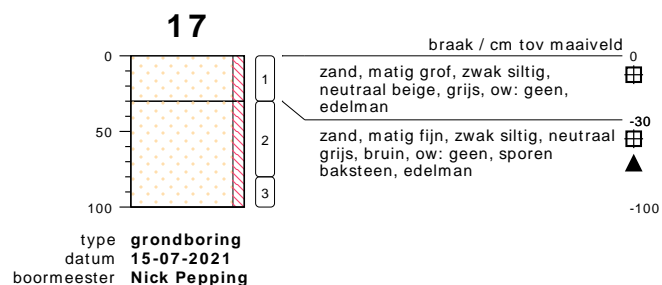 17
braak / cm tov maaiveld
0
0
1
zand, matig grof, zwak siltig,
neutraal beige, grijs, ow: geen,
edelman
-30
50
2
zand, matig fijn, zwak siltig, neutraal
grijs, bruin, ow: geen, sporen
baksteen, edelman
3
100
-100
type grondboring
datum 15-07-2021
boormeester Nick Pepping